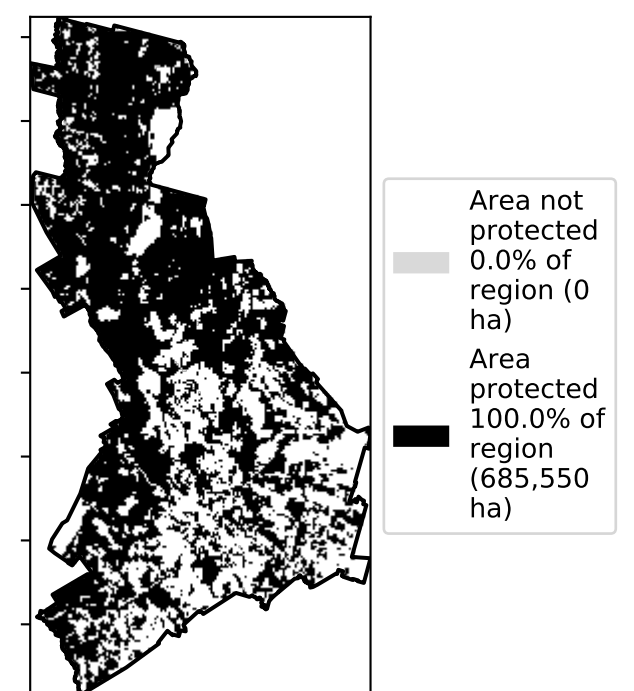 Area not
protected
0.0% of
region (0
ha)
Area
protected
100.0% of
region
(685,550
ha)